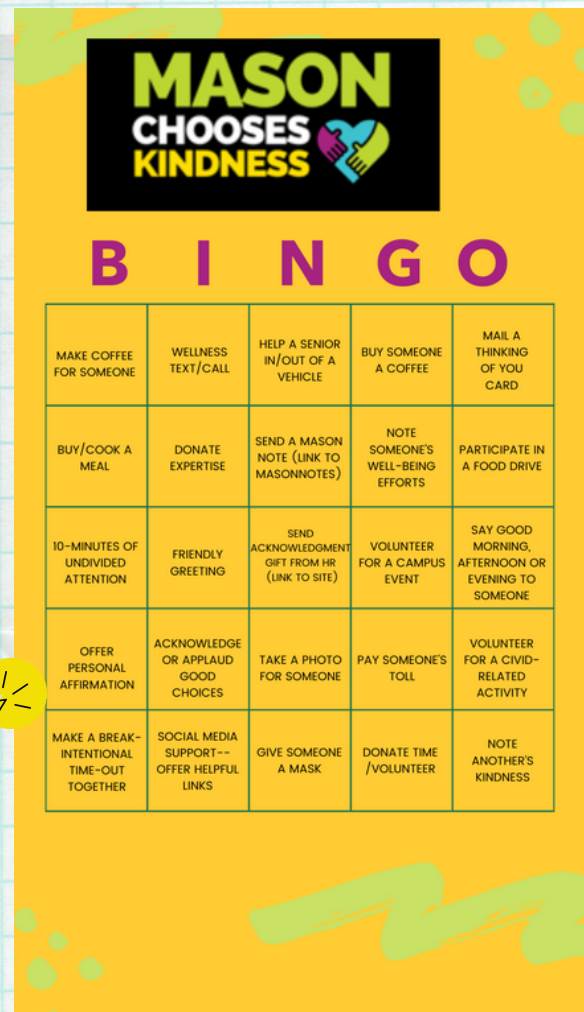 MASON
CHOOSES
KINDNESS
B I N G O
MAKE COFFEE
FOR SOMEONE
WELLNESS
TEXT/CALL
HELP A SENIOR
IN/OUT OF A
VEHICLE
BUY SOMEONE
A COFFEE
MAIL A
THINKING
OF YOU
CARD
BUY/COOK A
MEAL
DONATE
EXPERTISE
SEND A MASON
NOTE (LINK TO
MASONNOTES)
NOTE
SOMEONE'S
WELL-BEING
EFFORTS
PARTICIPATE IN
A FOOD DRIVE
10-MINUTES OF
UNDIVIDED
ATTENTION
FRIENDLY
GREETING
SEND
ACKNOWLEDGMENT
GIFT FROM HR
(LINK TO SITE)
VOLUNTEER
FOR A CAMPUS
EVENT
SAY GOOD
MORNING,
AFTERNOON OR
EVENING TO
SOMEONE
OFFER
PERSONAL
AFFIRMATION
ACKNOWLEDGE
OR APPLAUD
GOOD
CHOICES
TAKE A PHOTO
FOR SOMEONE
PAY SOMEONE'S
TOLL
VOLUNTEER
FOR A CIVID-
RELATED
ACTIVITY
MAKE A BREAK-
INTENTIONAL
TIME-OUT
TOGETHER
SOCIAL MEDIA
SUPPORT--
OFFER HELPFUL
LINKS
GIVE SOMEONE
A MASK
DONATE TIME
/VOLUNTEER
NOTE
ANOTHER'S
KINDNESS